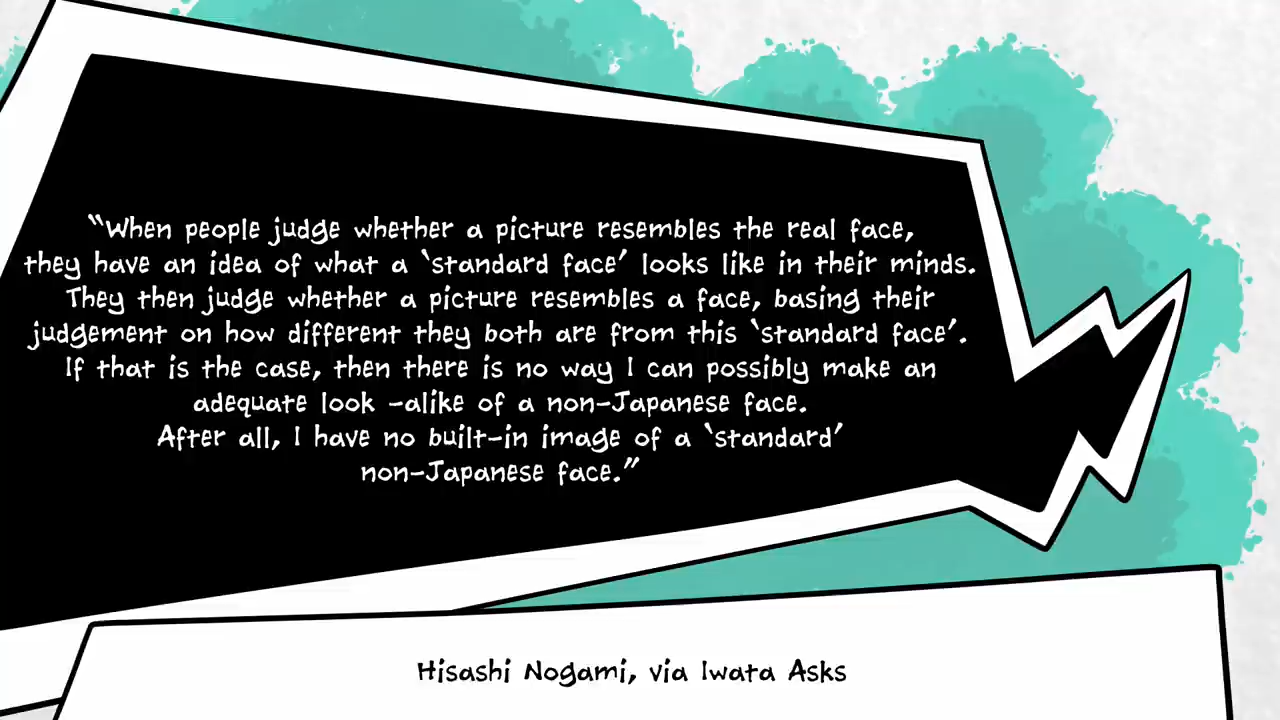 “When people judge whether a picture resembles the real face,
they have an idea of what a ‘standard face’ looks like in their minds.
They then judge whether a picture resembles a face, basing their
judgement on how different they both are from this ‘standard face’.
If that is the case, then there is no way I can possibly make an
adequate look -alike of a non-Japanese face.
After all, I have no built-in image of a ‘standard’
non-Japanese face.”
Hisashi Nogami, via Iwata Asks